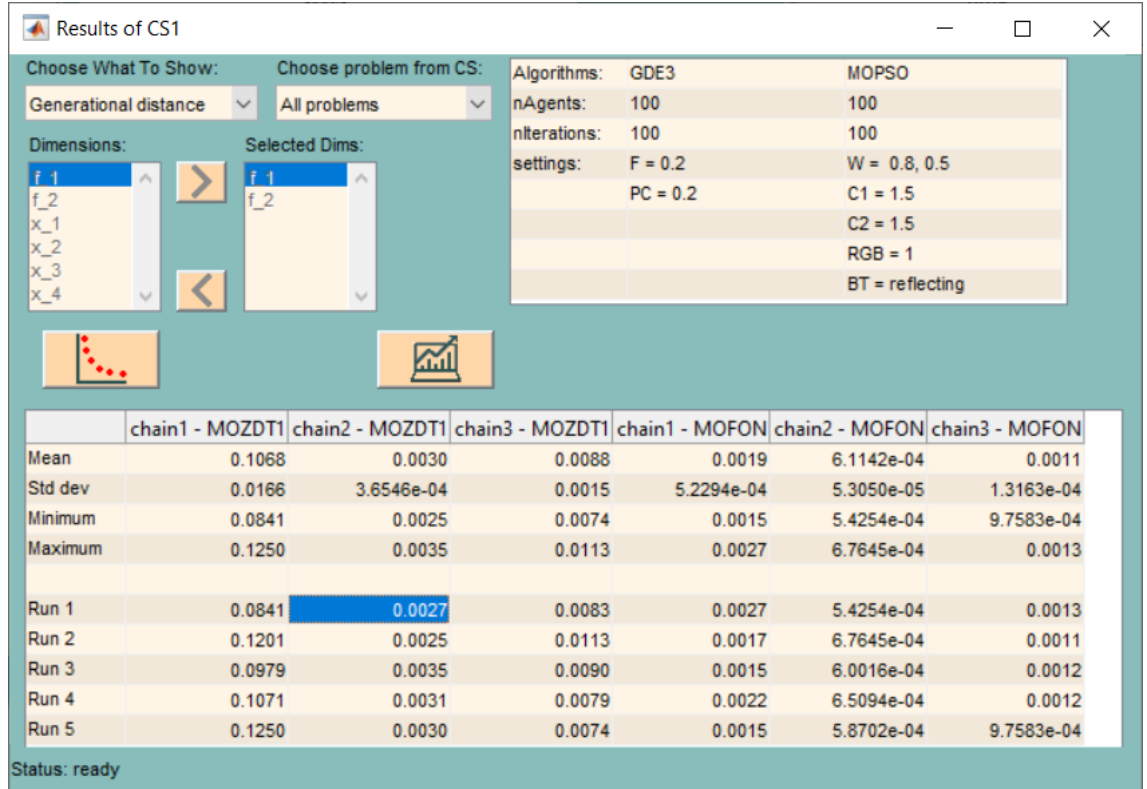 Results of CS1
Choose What To Show: Choose problem from CS:
Generational distance All problems
Dimensions: Selected Dims:
f_1 f_1
f_2 f_2
x_1
x_2
x_3
x_4
Algorithms: GDE3 MOPSO
nAgents: 100 100
nIterations: 100 100
settings: F = 0.2 W = 0.8, 0.5
PC = 0.2 C1 = 1.5
C2 = 1.5
RGB = 1
BT = reflecting
chain1 - MOZDT1 chain2 - MOZDT1 chain3 - MOZDT1 chain1 - MOFON chain2 - MOFON chain3 - MOFON
Mean 0.1068 0.0030 0.0088 0.0019 6.1142e-04 0.0011
Std dev 0.0166 3.6546e-04 0.0015 5.2294e-04 5.3050e-05 1.3163e-04
Minimum 0.0841 0.0025 0.0074 0.0015 5.4254e-04 9.7583e-04
Maximum 0.1250 0.0035 0.0113 0.0027 6.7645e-04 0.0013
Run 1 0.0841 0.0027 0.0083 0.0027 5.4254e-04 0.0013
Run 2 0.1201 0.0025 0.0113 0.0017 6.7645e-04 0.0011
Run 3 0.0979 0.0035 0.0090 0.0015 6.0016e-04 0.0012
Run 4 0.1071 0.0031 0.0079 0.0022 6.5094e-04 0.0012
Run 5 0.1250 0.0030 0.0074 0.0015 5.8702e-04 9.7583e-04
Status: ready